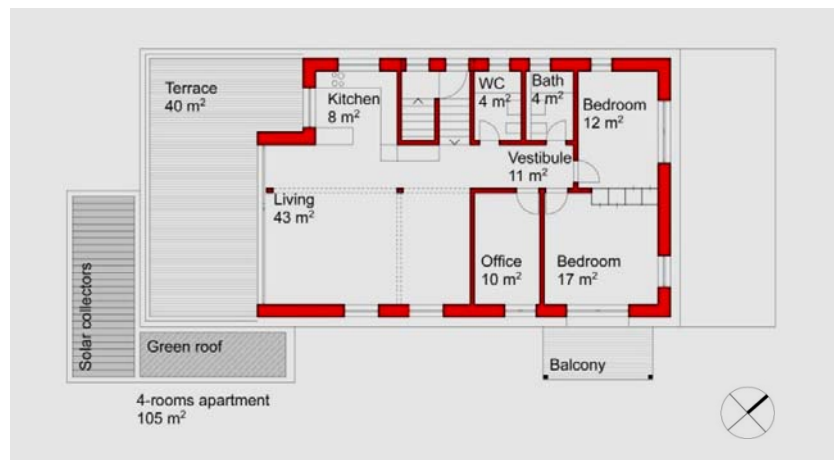 Terrace
40 m²
Kitchen
8 m²
WC
4 m²
Bath
4 m²
Bedroom
12 m²
Vestibule
11 m²
Living
43 m²
Office
10 m²
Bedroom
17 m²
Solar collectors
Green roof
Balcony
4-rooms apartment
105 m²